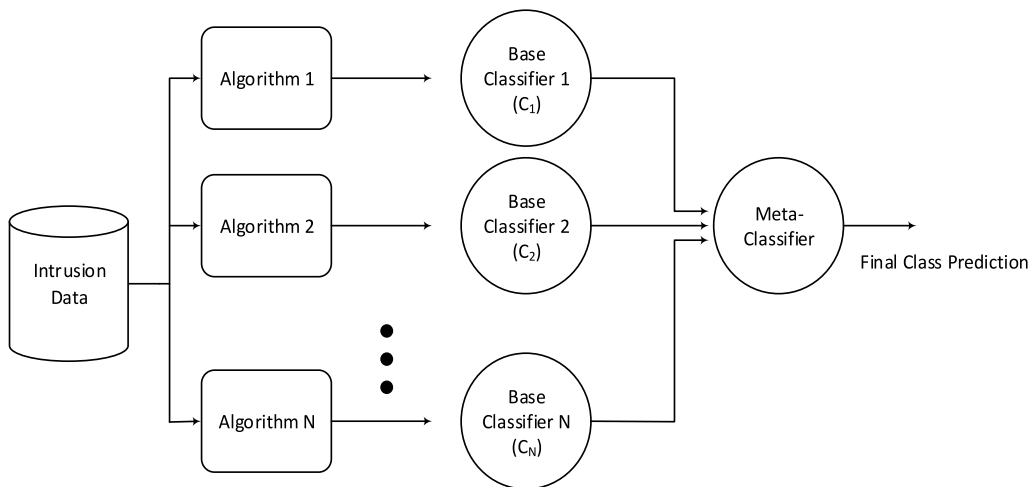 Algorithm 1
Base
Classifier 1
(C₁)
Algorithm 2
Base
Classifier 2
(C₂)
Meta-
Classifier
Intrusion
Data
Final Class Prediction
Algorithm N
Base
Classifier N
(C_N)